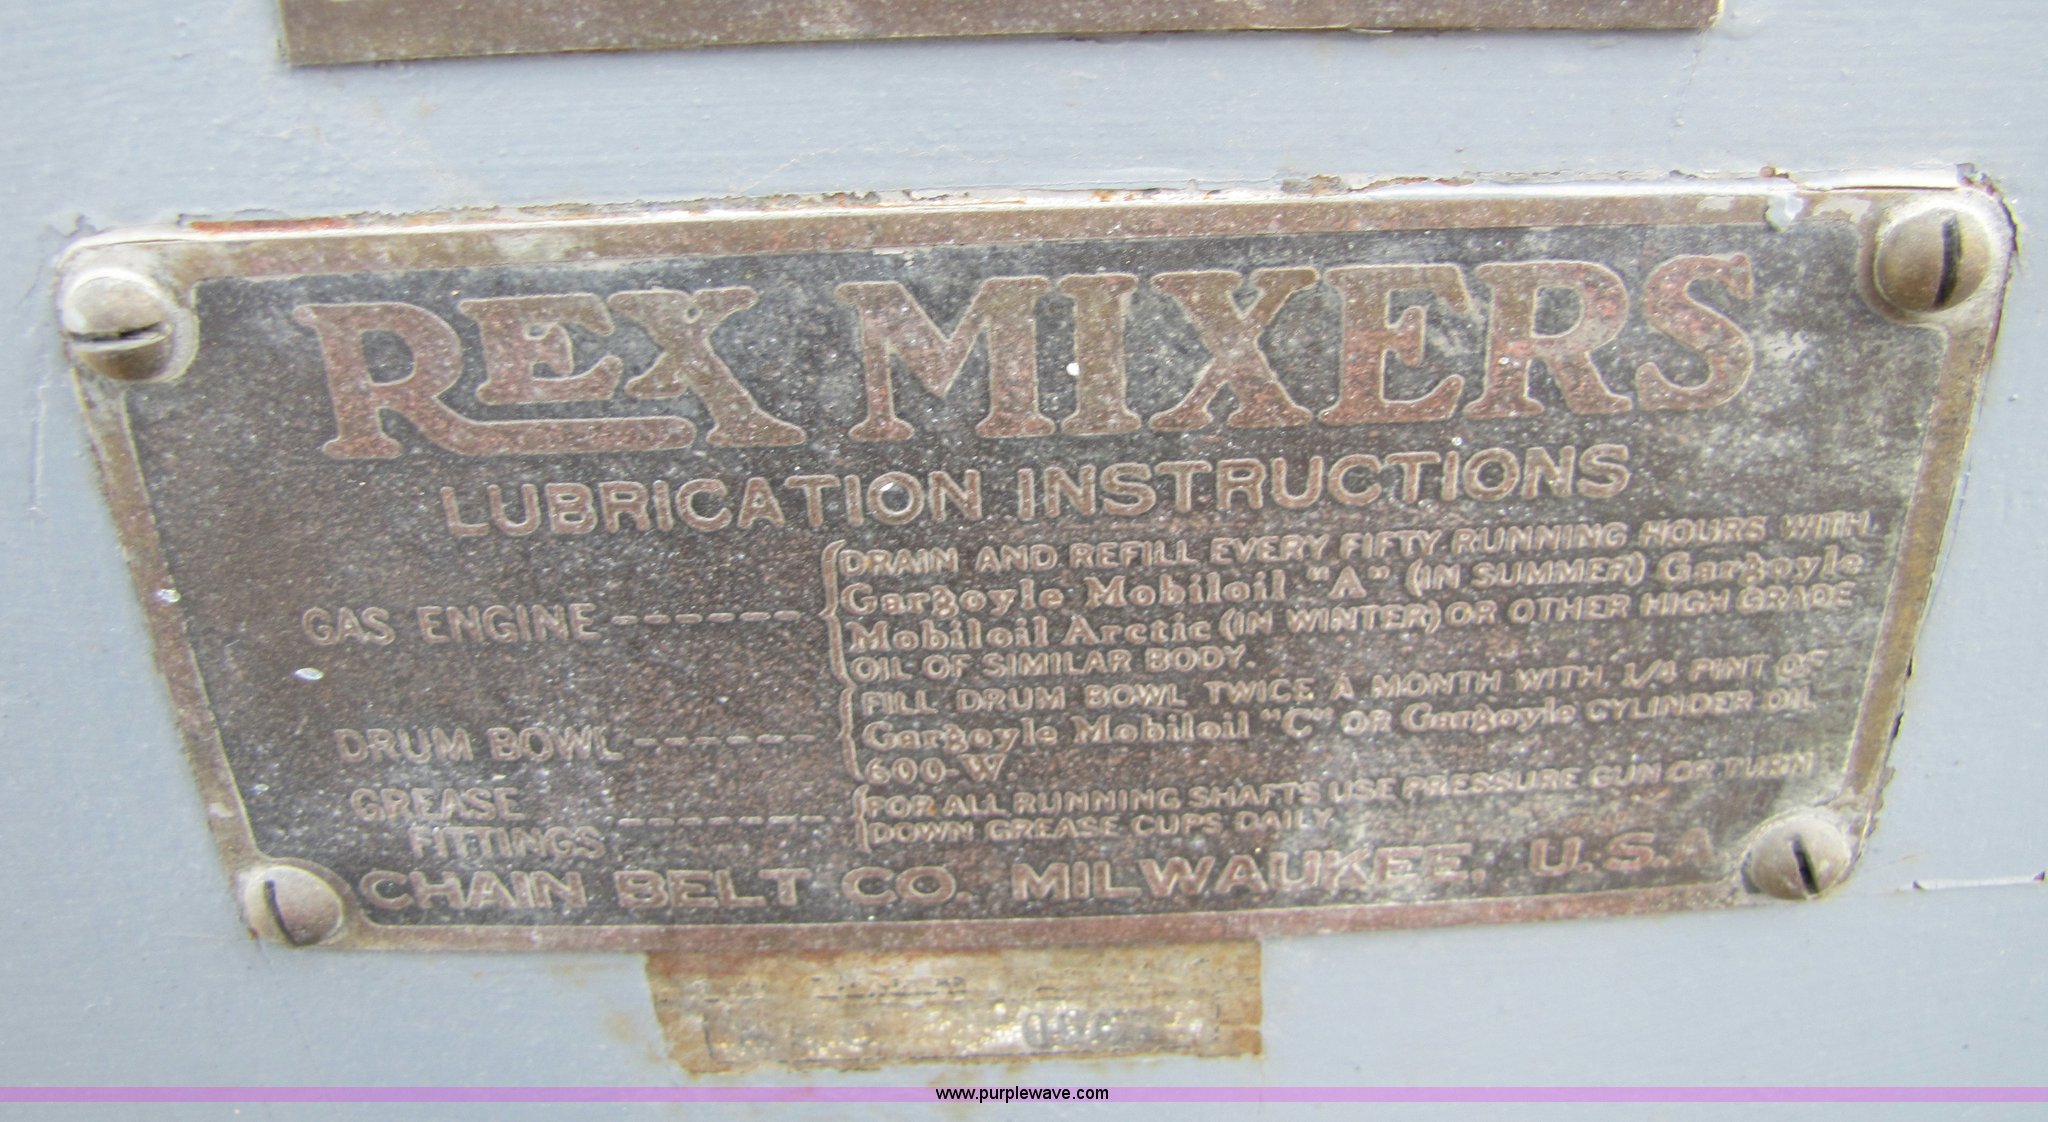 REX MIXERS
LUBRICATION INSTRUCTIONS
GAS ENGINE ------
DRAIN AND REFILL EVERY FIFTY RUNNING HOURS WITH
Gargoyle Mobiloil "A" (IN SUMMER) Gargoyle
Mobiloil Arctic (IN WINTER) OR OTHER HIGH GRADE
OIL OF SIMILAR BODY.
DRUM BOWL ------
FILL DRUM BOWL TWICE A MONTH WITH 1/4 PINT OF
Gargoyle Mobiloil "C" OR Gargoyle CYLINDER OIL
600-W.
GREASE
FITTINGS -------
FOR ALL RUNNING SHAFTS USE PRESSURE GUN OR TURN
DOWN GREASE CUPS DAILY
CHAIN BELT CO. MILWAUKEE, U.S.A
www.purplewave.com